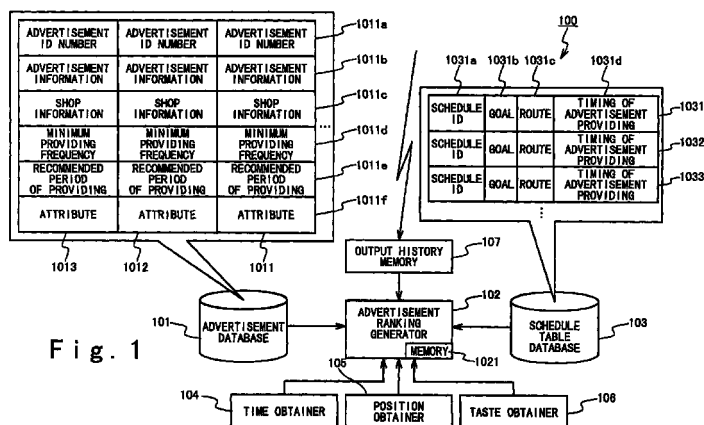 ADVERTISEMENT ID NUMBER ADVERTISEMENT ID NUMBER ADVERTISEMENT ID NUMBER 1011a
ADVERTISEMENT INFORMATION ADVERTISEMENT INFORMATION ADVERTISEMENT INFORMATION 1011b
SHOP INFORMATION SHOP INFORMATION SHOP INFORMATION 1011c
...
MINIMUM PROVIDING FREQUENCY MINIMUM PROVIDING FREQUENCY MINIMUM PROVIDING FREQUENCY 1011d
RECOMMENDED PERIOD OF PROVIDING RECOMMENDED PERIOD OF PROVIDING RECOMMENDED PERIOD OF PROVIDING 1011e
ATTRIBUTE ATTRIBUTE ATTRIBUTE 1011f
1013 1012 1011
100
1031a 1031b 1031c 1031d
SCHEDULE ID GOAL ROUTE TIMING OF ADVERTISEMENT PROVIDING 1031
SCHEDULE ID GOAL ROUTE TIMING OF ADVERTISEMENT PROVIDING 1032
SCHEDULE ID GOAL ROUTE TIMING OF ADVERTISEMENT PROVIDING 1033
...
OUTPUT HISTORY MEMORY 107
101 ADVERTISEMENT DATABASE
ADVERTISEMENT RANKING GENERATOR 102
MEMORY 1021
SCHEDULE TABLE DATABASE 103
Fig. 1
104 TIME OBTAINER
105 POSITION OBTAINER
TASTE OBTAINER 106